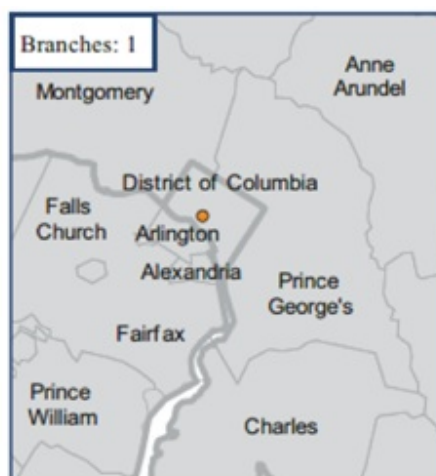 Branches: 1
Anne
Arundel
Montgomery
District of Columbia
Falls
Church
Arlington
Alexandria
Prince
George's
Fairfax
Prince
William
Charles